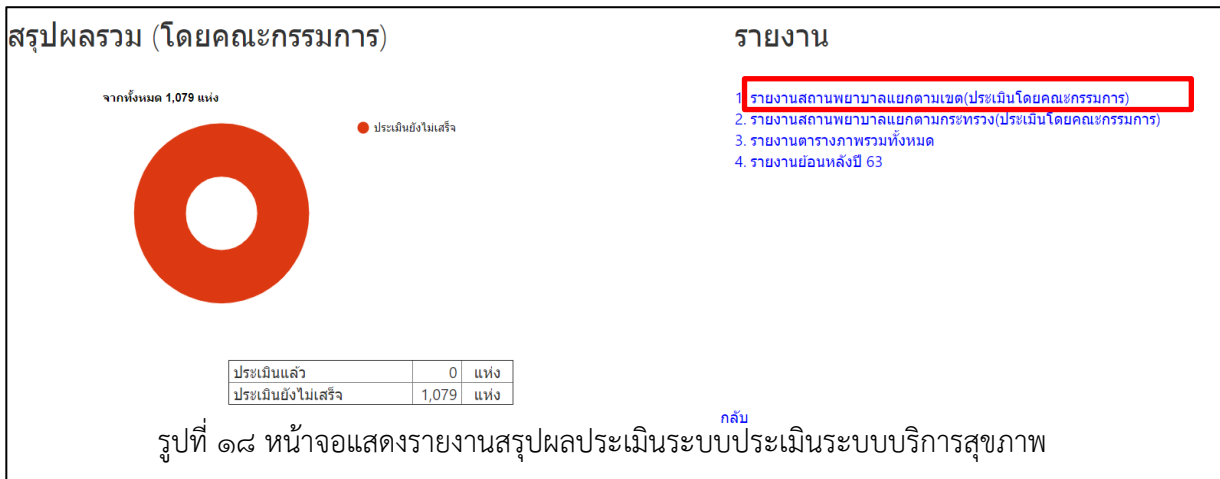 สรุปผลรวม (โดยคณะกรรมการ)
จากทั้งหมด 1,079 แห่ง
ประเมินยังไม่เสร็จ
ประเมินแล้ว 0 แห่ง
ประเมินยังไม่เสร็จ 1,079 แห่ง
รายงาน
1. รายงานสถานพยาบาลแยกตามเขต(ประเมินโดยคณะกรรมการ)
2. รายงานสถานพยาบาลแยกตามกระทรวง(ประเมินโดยคณะกรรมการ)
3. รายงานตารางภาพรวมทั้งหมด
4. รายงานย้อนหลังปี 63
กลับ
รูปที่ ๑๘ หน้าจอแสดงรายงานสรุปผลประเมินระบบประเมินระบบบริการสุขภาพ